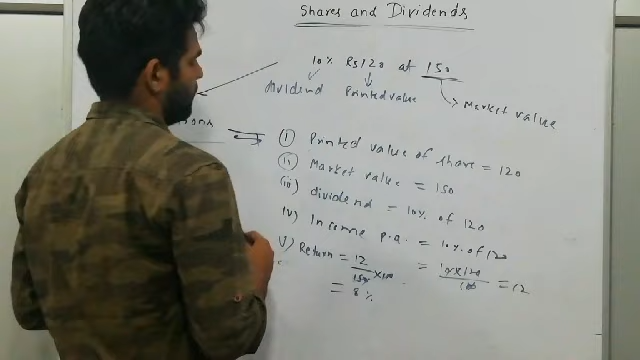 Shares and Dividends
10% Rs 120 at 150
dividend Printed value
Market value
(i) Printed value of share = 120
(ii) Market value = 150
(iii) dividend = 10% of 120
(iv) Income p.a. = 10% of 120
= 10x120/100 = 12
V) Return = 12/150 x 100
= 8%